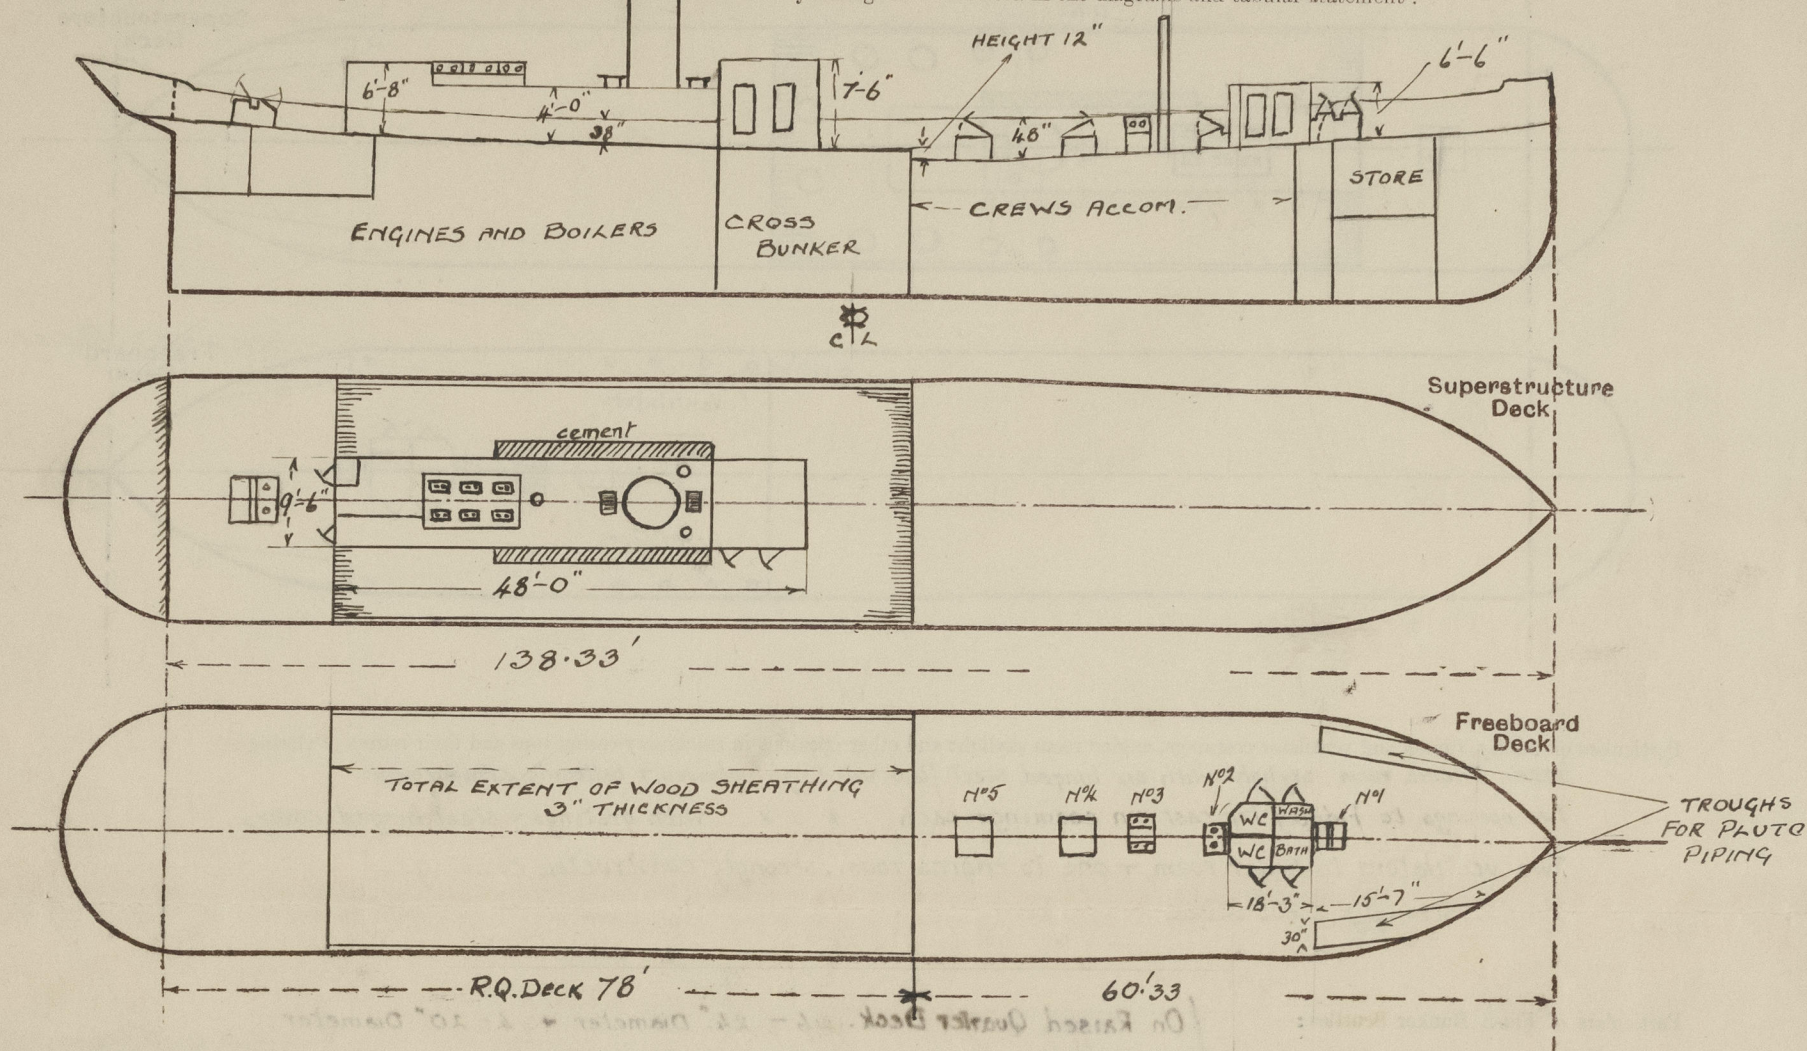 HEIGHT 12"
6'-6"
6'-8"
4'-0"
38"
7'-6"
48"
STORE
CREWS ACCOM.
ENGINES AND BOILERS
CROSS
BUNKER
C L
Superstructure
Deck
cement
9'-6"
48'-0"
138·33'
Freeboard
Deck
TOTAL EXTENT OF WOOD SHEATHING
3" THICKNESS
No5
No4
No3
No2
No1
WC
WASH
WC
BATH
TROUGHS
FOR PLUTO
PIPING
18'-3"
15'-7"
30"
R.Q. Deck 78'
60'·33
On Raised Quarter Deck.